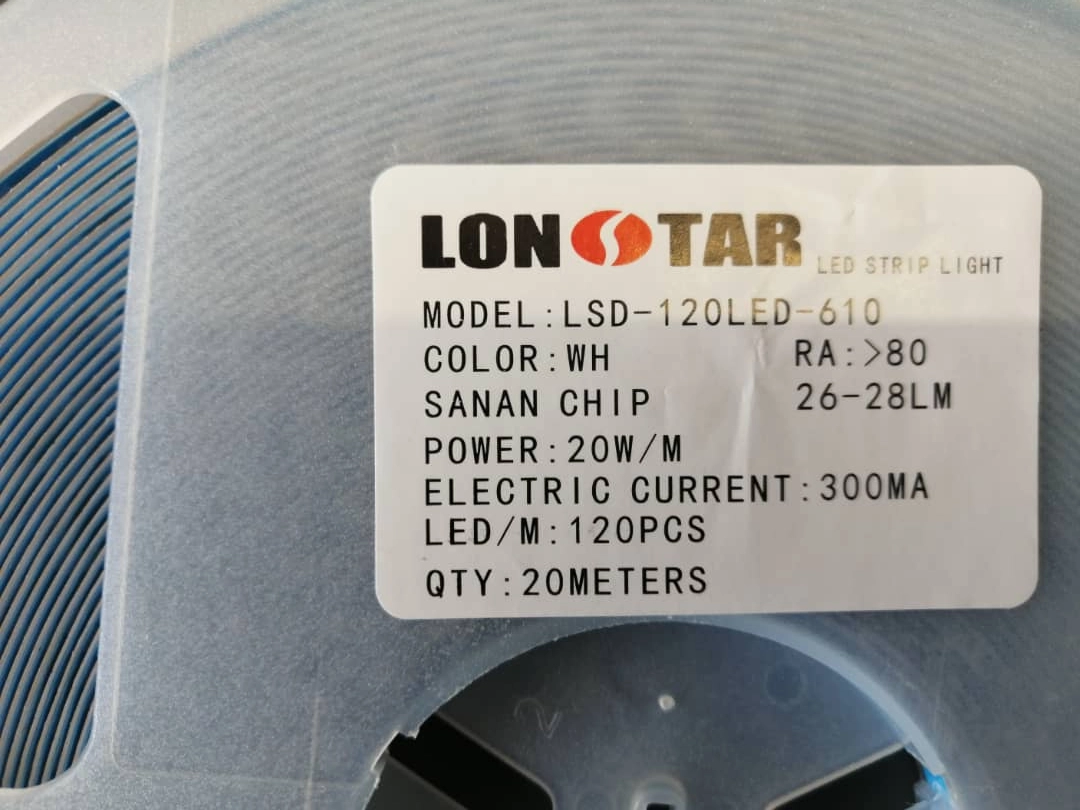 LONSTAR LED STRIP LIGHT
MODEL:LSD-120LED-610
COLOR:WH RA:>80
SANAN CHIP 26-28LM
POWER:20W/M
ELECTRIC CURRENT:300MA
LED/M:120PCS
QTY:20METERS
2